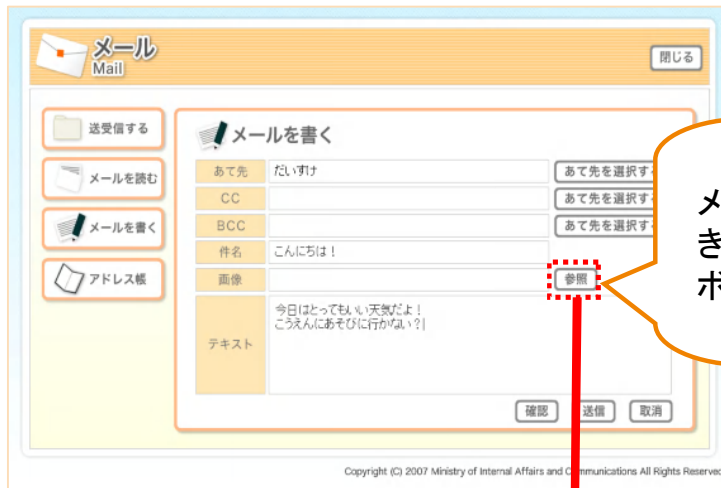 メール
Mail
閉じる
送受信する
メールを読む
メールを書く
アドレス帳
メールを書く
あて先 だいすけ あて先を選択す
CC あて先を選択す
BCC あて先を選択す
件名 こんにちは！
画像 参照
テキスト
今日はとってもいい天気だよ！
こうえんにあそびに行かない？
確認 送信 取消
メ
き
ボ
Copyright (C) 2007 Ministry of Internal Affairs and Communications All Rights Reserved